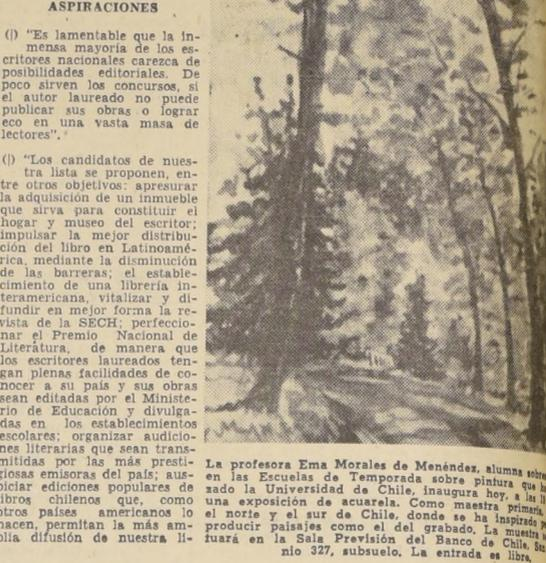 ASPIRACIONES
(|) "Es lamentable que la in-
mensa mayoría de los es-
critores nacionales carezca de
posibilidades editoriales. De
poco sirven los concursos, si
el autor laureado no puede
publicar sus obras o lograr
eco en una vasta masa de
lectores".
(|) "Los candidatos de nues-
tra lista se proponen, en-
tre otros objetivos: apresurar
la adquisición de un inmueble
que sirva para constituir el
hogar y museo del escritor;
impulsar la mejor distribu-
ción del libro en Latinoamé-
rica, mediante la disminución
de las barreras; el estable-
cimiento de una librería in-
teramericana, vitalizar y di-
fundir en mejor forma la re-
vista de la SECH; perfeccio-
nar el Premio Nacional de
Literatura, de manera que
los escritores laureados ten-
gan plenas facilidades de co-
nocer a su país y sus obras
sean editadas por el Ministe-
rio de Educación y divulga-
das en los establecimientos
escolares; organizar audicio-
nes literarias que sean trans-
mitidas por las más presti-
giosas emisoras del país; aus-
piciar ediciones populares de
libros chilenos que, como
otros países americanos lo
hacen, permitan la más am-
plia difusión de nuestra li-
La profesora Ema Morales de Menéndez, alumna sobre
en las Escuelas de Temporada sobre pintura que
zado la Universidad de Chile, inaugura hoy, a las
una exposición de acuarela. Como maestra primaria,
el norte y el sur de Chile, donde se ha inspirado
producir paisajes como el del grabado. La muestra
tuará en la Sala Previsión del Banco de Chile,
nio 327, subsuelo. La entrada es libre.